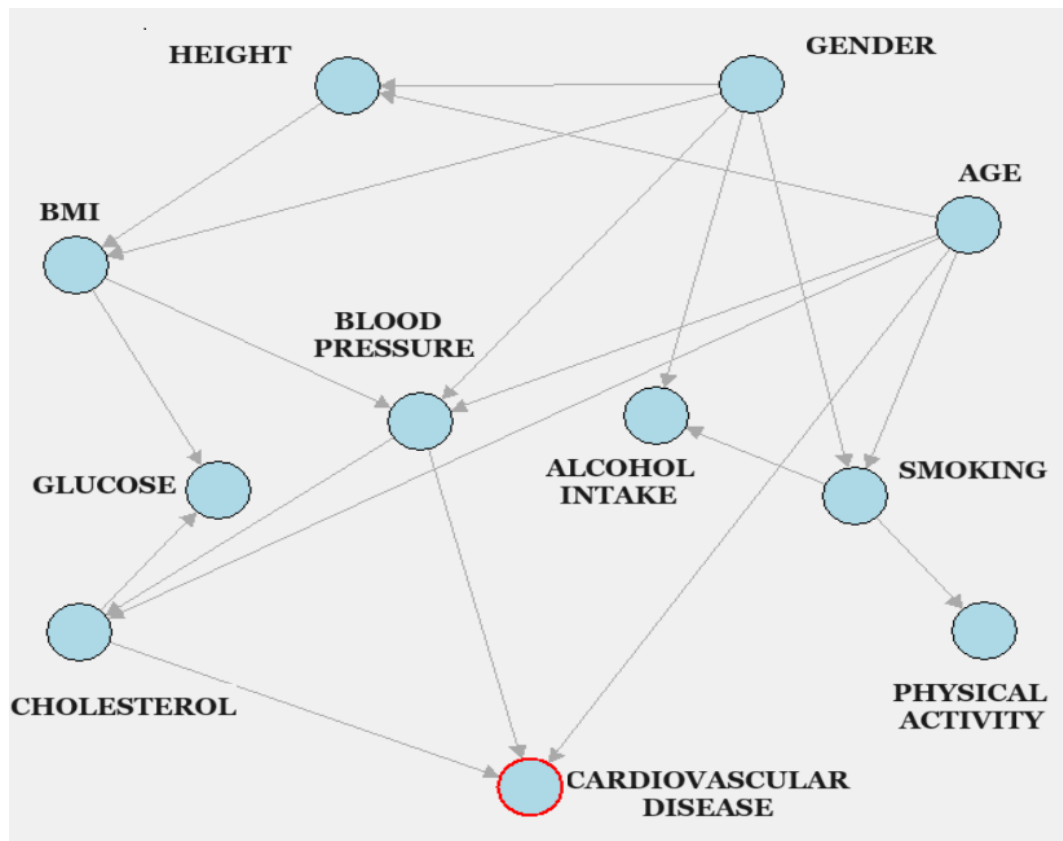 HEIGHT
GENDER
AGE
BMI
BLOOD
PRESSURE
ALCOHOL
INTAKE
SMOKING
GLUCOSE
CHOLESTEROL
PHYSICAL
ACTIVITY
CARDIOVASCULAR
DISEASE